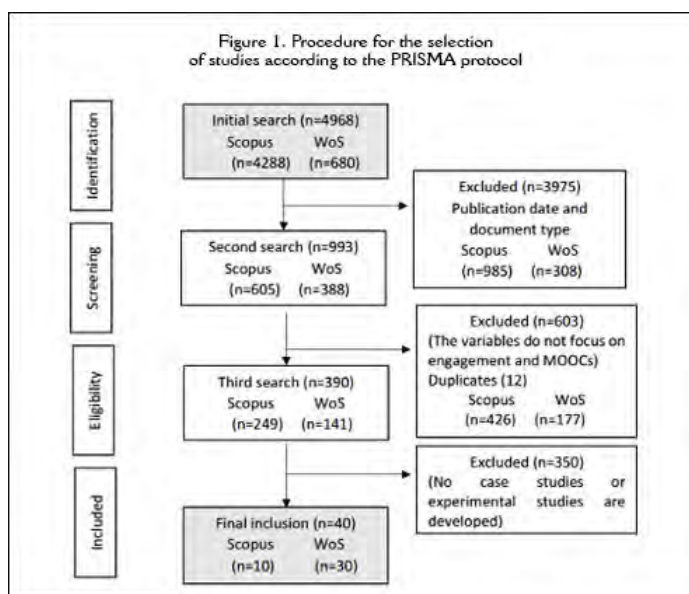 Figure 1. Procedure for the selection
of studies according to the PRISMA protocol
Identification
Initial search (n=4968)
Scopus WoS
(n=4288) (n=680)
Excluded (n=3975)
Publication date and
document type
Scopus WoS
(n=985) (n=308)
Screening
Second search (n=993)
Scopus WoS
(n=605) (n=388)
Excluded (n=603)
(The variables do not focus on
engagement and MOOCs)
Duplicates (12)
Scopus WoS
(n=426) (n=177)
Eligibility
Third search (n=390)
Scopus WoS
(n=249) (n=141)
Excluded (n=350)
(No case studies or
experimental studies are
developed)
Included
Final inclusion (n=40)
Scopus WoS
(n=10) (n=30)